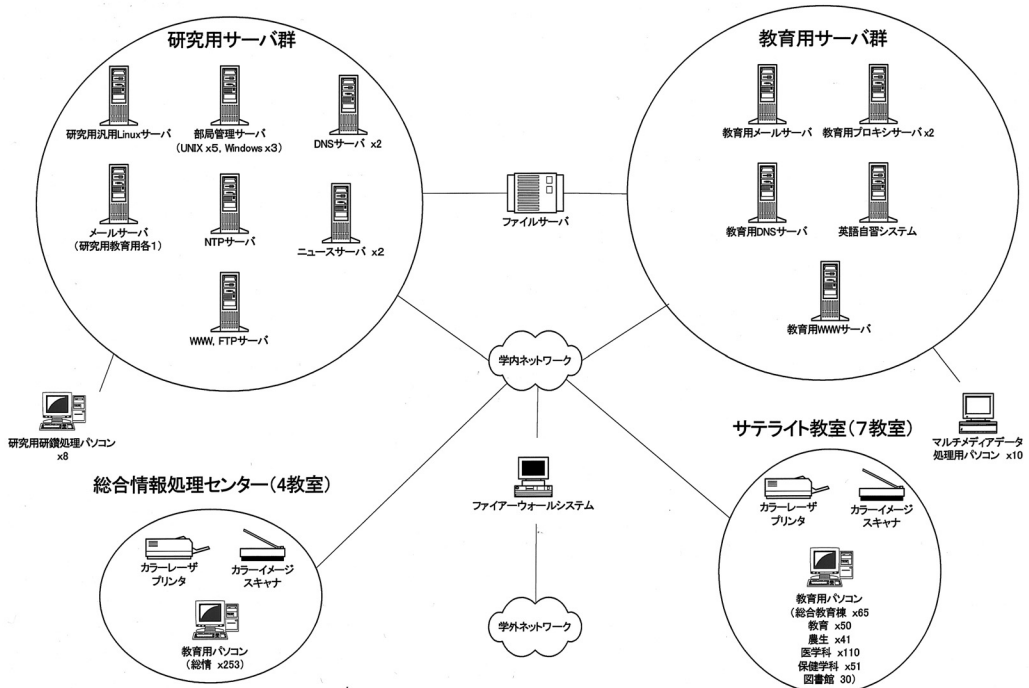 研究用サーバ群
研究用汎用Linuxサーバ
部局管理サーバ
（UNIX x5, Windows x3）
DNSサーバ x2
メールサーバ
（研究用教育用各1）
NTPサーバ
ニュースサーバ x2
WWW, FTPサーバ
ファイルサーバ
教育用サーバ群
教育用メールサーバ
教育用プロキシサーバ x2
教育用DNSサーバ
英語自習システム
教育用WWWサーバ
学内ネットワーク
研究用研鑽処理パソコン
x8
マルチメディアデータ
処理用パソコン x10
総合情報処理センター（4教室）
カラーレーザ
プリンタ
カラーイメージ
スキャナ
教育用パソコン
（総情 x253）
ファイアーウォールシステム
学外ネットワーク
サテライト教室（7教室）
カラーレーザ
プリンタ
カラーイメージ
スキャナ
教育用パソコン
（総合教育棟 x65
教育 x50
農生 x41
医学科 x110
保健学科 x51
図書館 30）